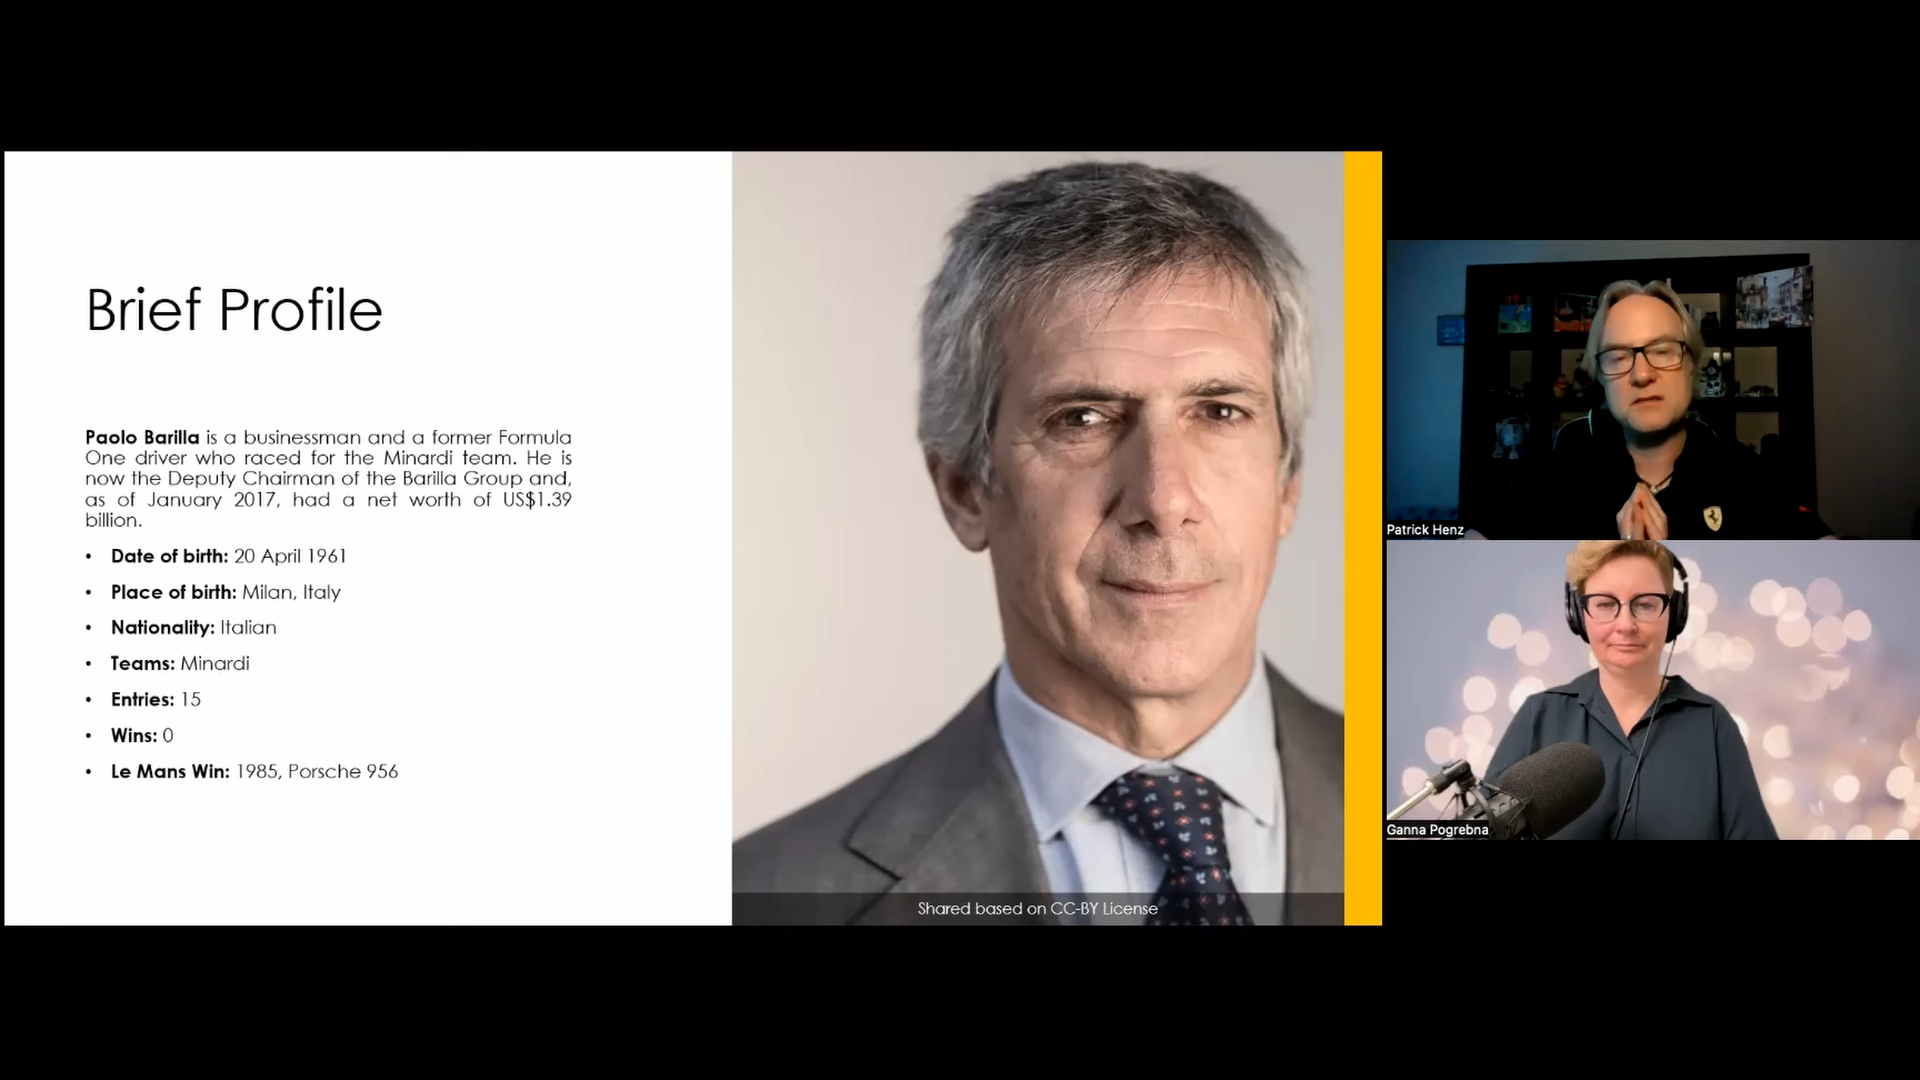 Brief Profile
Paolo Barilla is a businessman and a former Formula
One driver who raced for the Minardi team. He is
now the Deputy Chairman of the Barilla Group and,
as of January 2017, had a net worth of US$1.39
billion.
• Date of birth: 20 April 1961
• Place of birth: Milan, Italy
• Nationality: Italian
• Teams: Minardi
• Entries: 15
• Wins: 0
• Le Mans Win: 1985, Porsche 956
Shared based on CC-BY License
Patrick Henz
Ganna Pogrebna